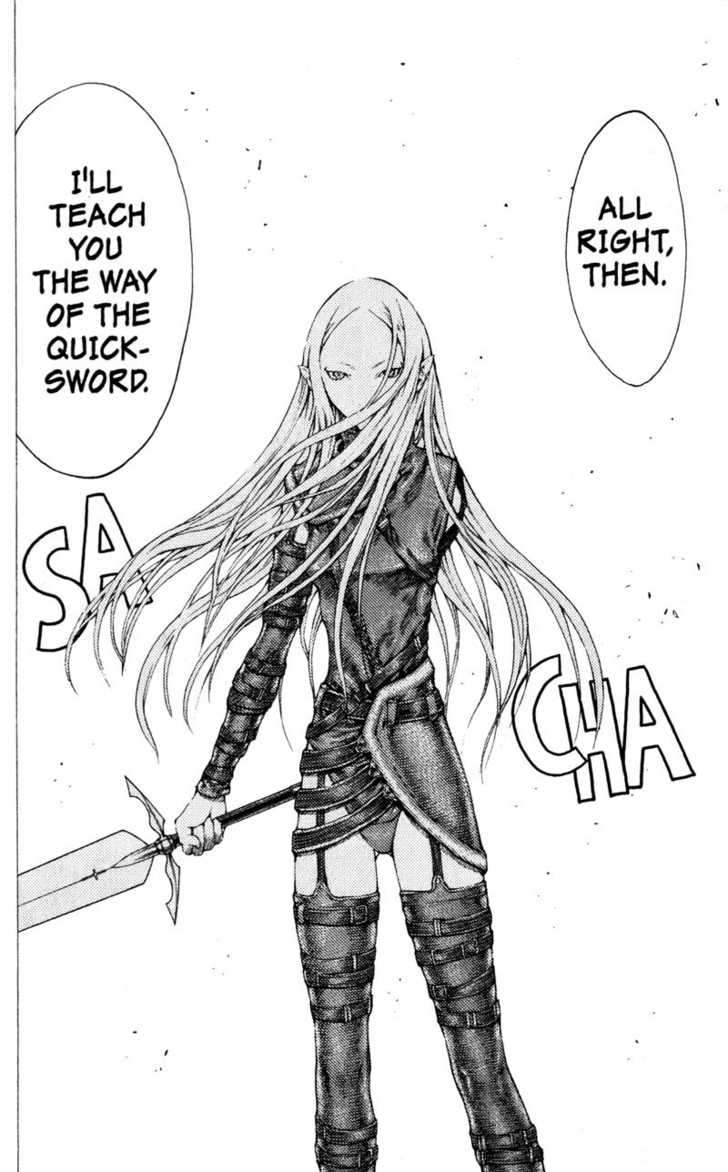 ALL
RIGHT,
THEN.
I'LL
TEACH
YOU
THE WAY
OF THE
QUICK-
SWORD.
SA
CHA